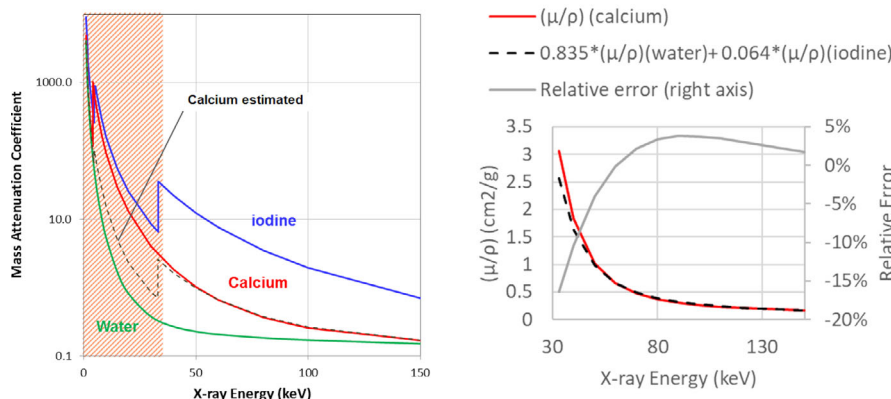 1000.0
10.0
0.1
Mass Attenuation Coefficient
Calcium estimated
iodine
Calcium
Water
0
50
100
150
X-ray Energy (keV)
(μ/ρ) (calcium)
0.835*(μ/ρ)(water)+0.064*(μ/ρ)(iodine)
Relative error (right axis)
3.5
3
2.5
2
1.5
1
0.5
0
(μ/ρ) (cm2/g)
5%
0%
-5%
-10%
-15%
-20%
Relative Error
30
80
130
X-ray Energy (keV)